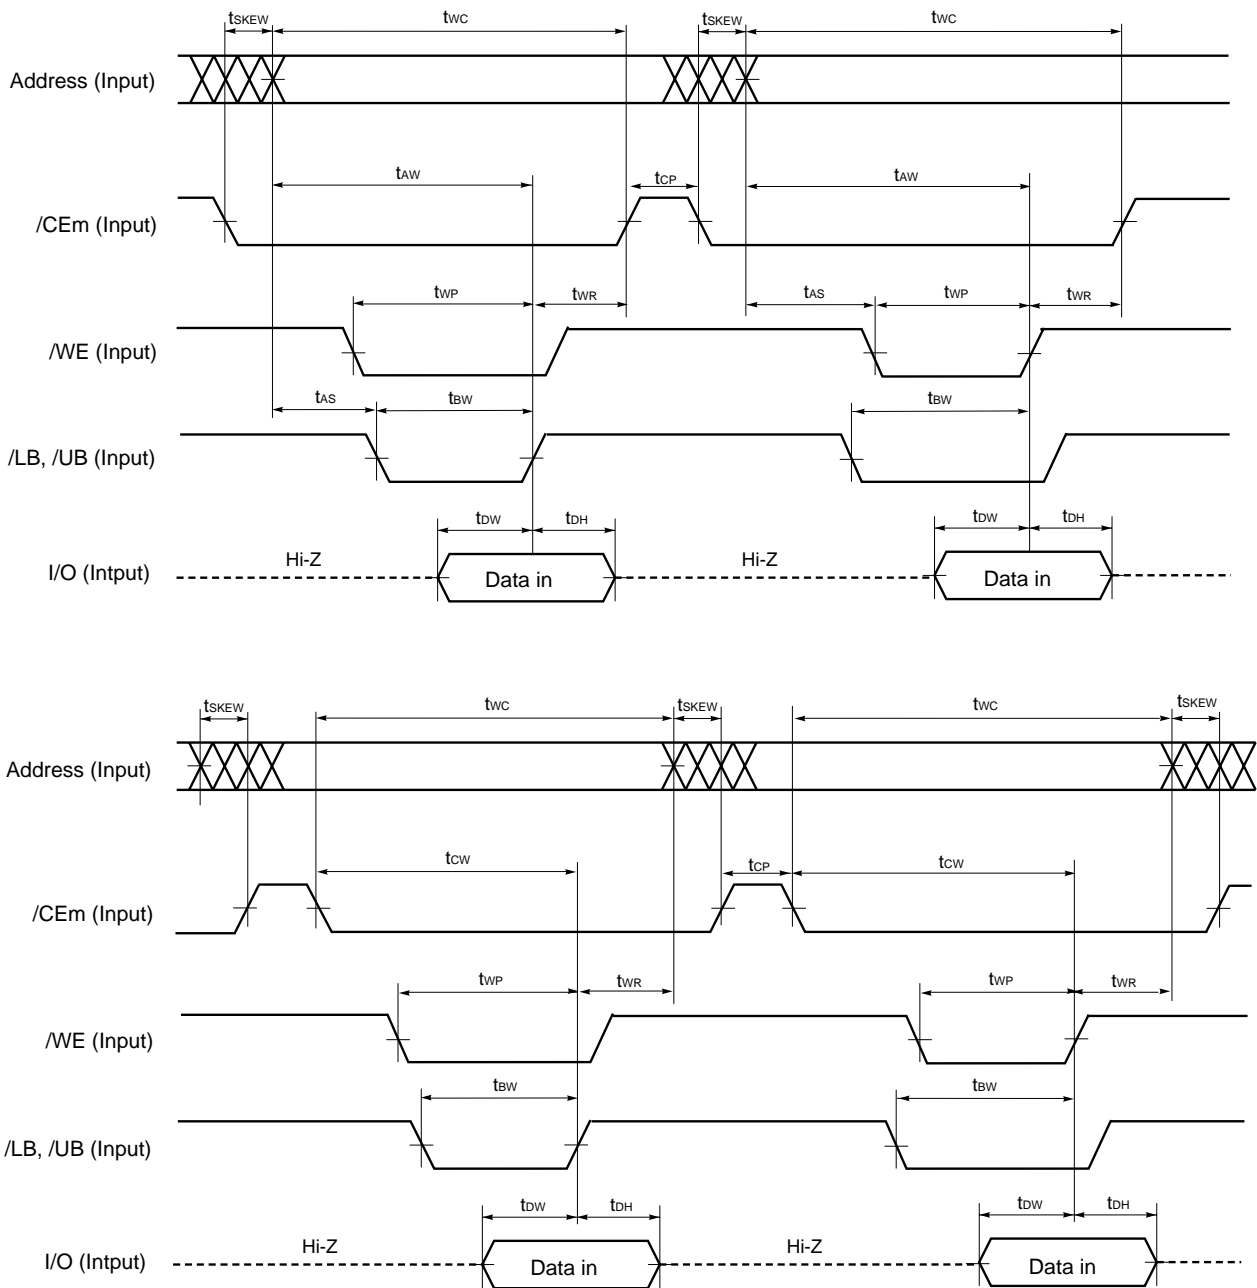 tSKEW tWC tSKEW tWC
Address (Input)
tAW tCP tAW
/CEm (Input)
tWP tWR tAS tWP tWR
/WE (Input)
tAS tBW tBW
/LB, /UB (Input)
tDW tDH tDW tDH
Hi-Z Hi-Z
I/O (Intput) Data in Data in
tSKEW tWC tSKEW tWC tSKEW
Address (Input)
tCW tCP tCW
/CEm (Input)
tWP tWR tWP tWR
/WE (Input)
tBW tBW
/LB, /UB (Input)
tDW tDH tDW tDH
Hi-Z Hi-Z
I/O (Intput) Data in Data in